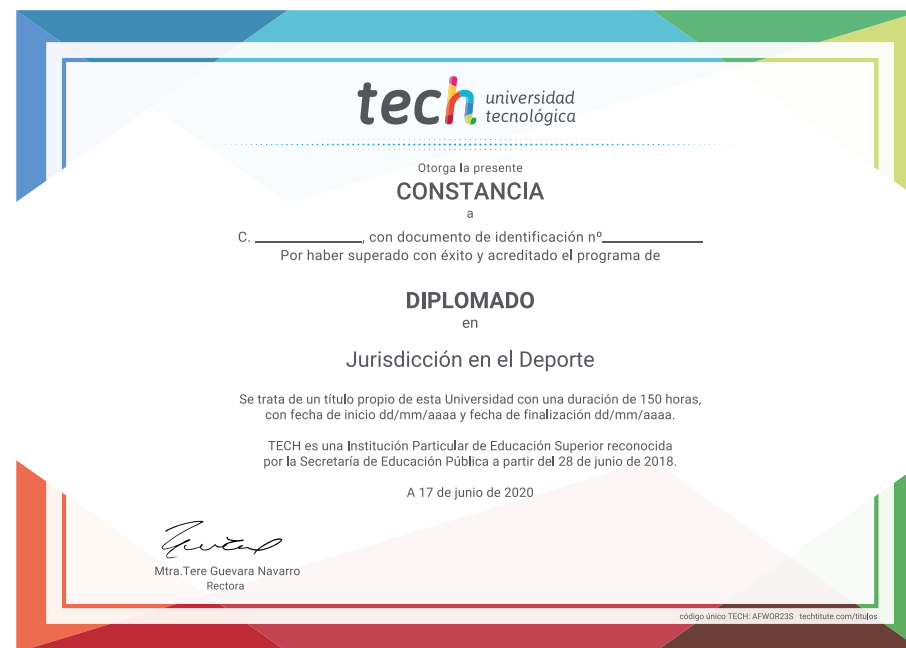 tech universidad
tecnológica
Otorga la presente
CONSTANCIA
a
C. ____________, con documento de identificación nº____________
Por haber superado con éxito y acreditado el programa de
DIPLOMADO
en
Jurisdicción en el Deporte
Se trata de un título propio de esta Universidad con una duración de 150 horas,
con fecha de inicio dd/mm/aaaa y fecha de finalización dd/mm/aaaa.
TECH es una Institución Particular de Educación Superior reconocida
por la Secretaría de Educación Pública a partir del 28 de junio de 2018.
A 17 de junio de 2020
Mtra.Tere Guevara Navarro
Rectora
código único TECH: AFWOR23S techtitute.com/titulos